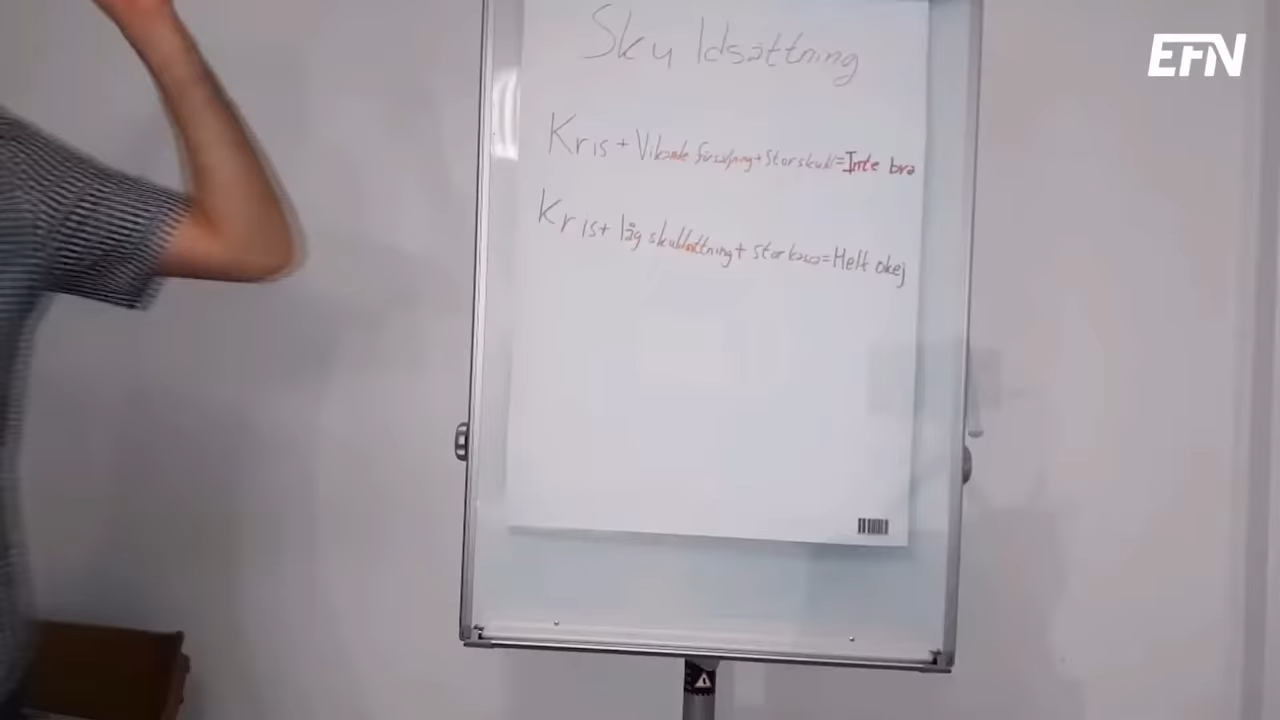 EFN
Skuldsättning
Kris + Vikande försäljning + Stor skuld = Inte bra
Kris + låg skuldsättning + stor kassa = Helt okej